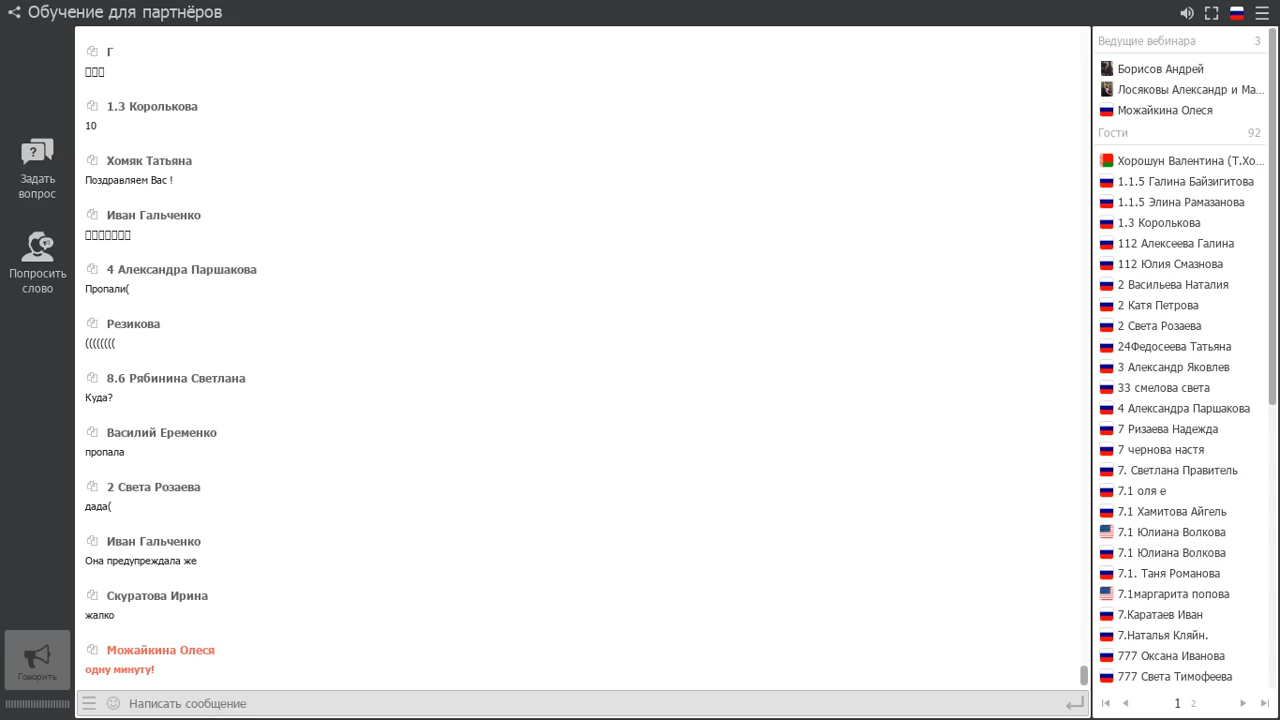 Обучение для партнёров
Задать
вопрос
Попросить
слово
Говорить
Г
1.3 Королькова
10
Хомяк Татьяна
Поздравляем Вас !
Иван Гальченко
4 Александра Паршакова
Пропали(
Резикова
((((((((
8.6 Рябинина Светлана
Куда?
Василий Еременко
пропала
2 Света Розаева
дада(
Иван Гальченко
Она предупреждала же
Скуратова Ирина
жалко
Можайкина Олеся
одну минуту!
Написать сообщение
Ведущие вебинара 3
Борисов Андрей
Лосяковы Александр и Ма...
Можайкина Олеся
Гости 92
Хорошун Валентина (Т.Хо...
1.1.5 Галина Байзигитова
1.1.5 Элина Рамазанова
1.3 Королькова
112 Алексеева Галина
112 Юлия Смазнова
2 Васильева Наталия
2 Катя Петрова
2 Света Розаева
24Федосеева Татьяна
3 Александр Яковлев
33 смелова света
4 Александра Паршакова
7 Ризаева Надежда
7 чернова настя
7. Светлана Правитель
7.1 оля е
7.1 Хамитова Айгель
7.1 Юлиана Волкова
7.1 Юлиана Волкова
7.1. Таня Романова
7.1маргарита попова
7.Каратаев Иван
7.Наталья Кляйн.
777 Оксана Иванова
777 Света Тимофеева
1 2